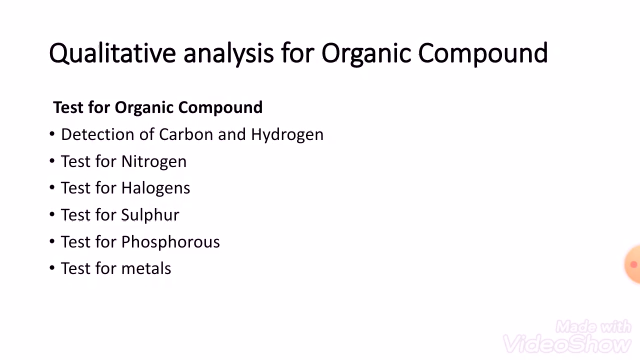 Qualitative analysis for Organic Compound
Test for Organic Compound
• Detection of Carbon and Hydrogen
• Test for Nitrogen
• Test for Halogens
• Test for Sulphur
• Test for Phosphorous
• Test for metals
Made with
VideoShow